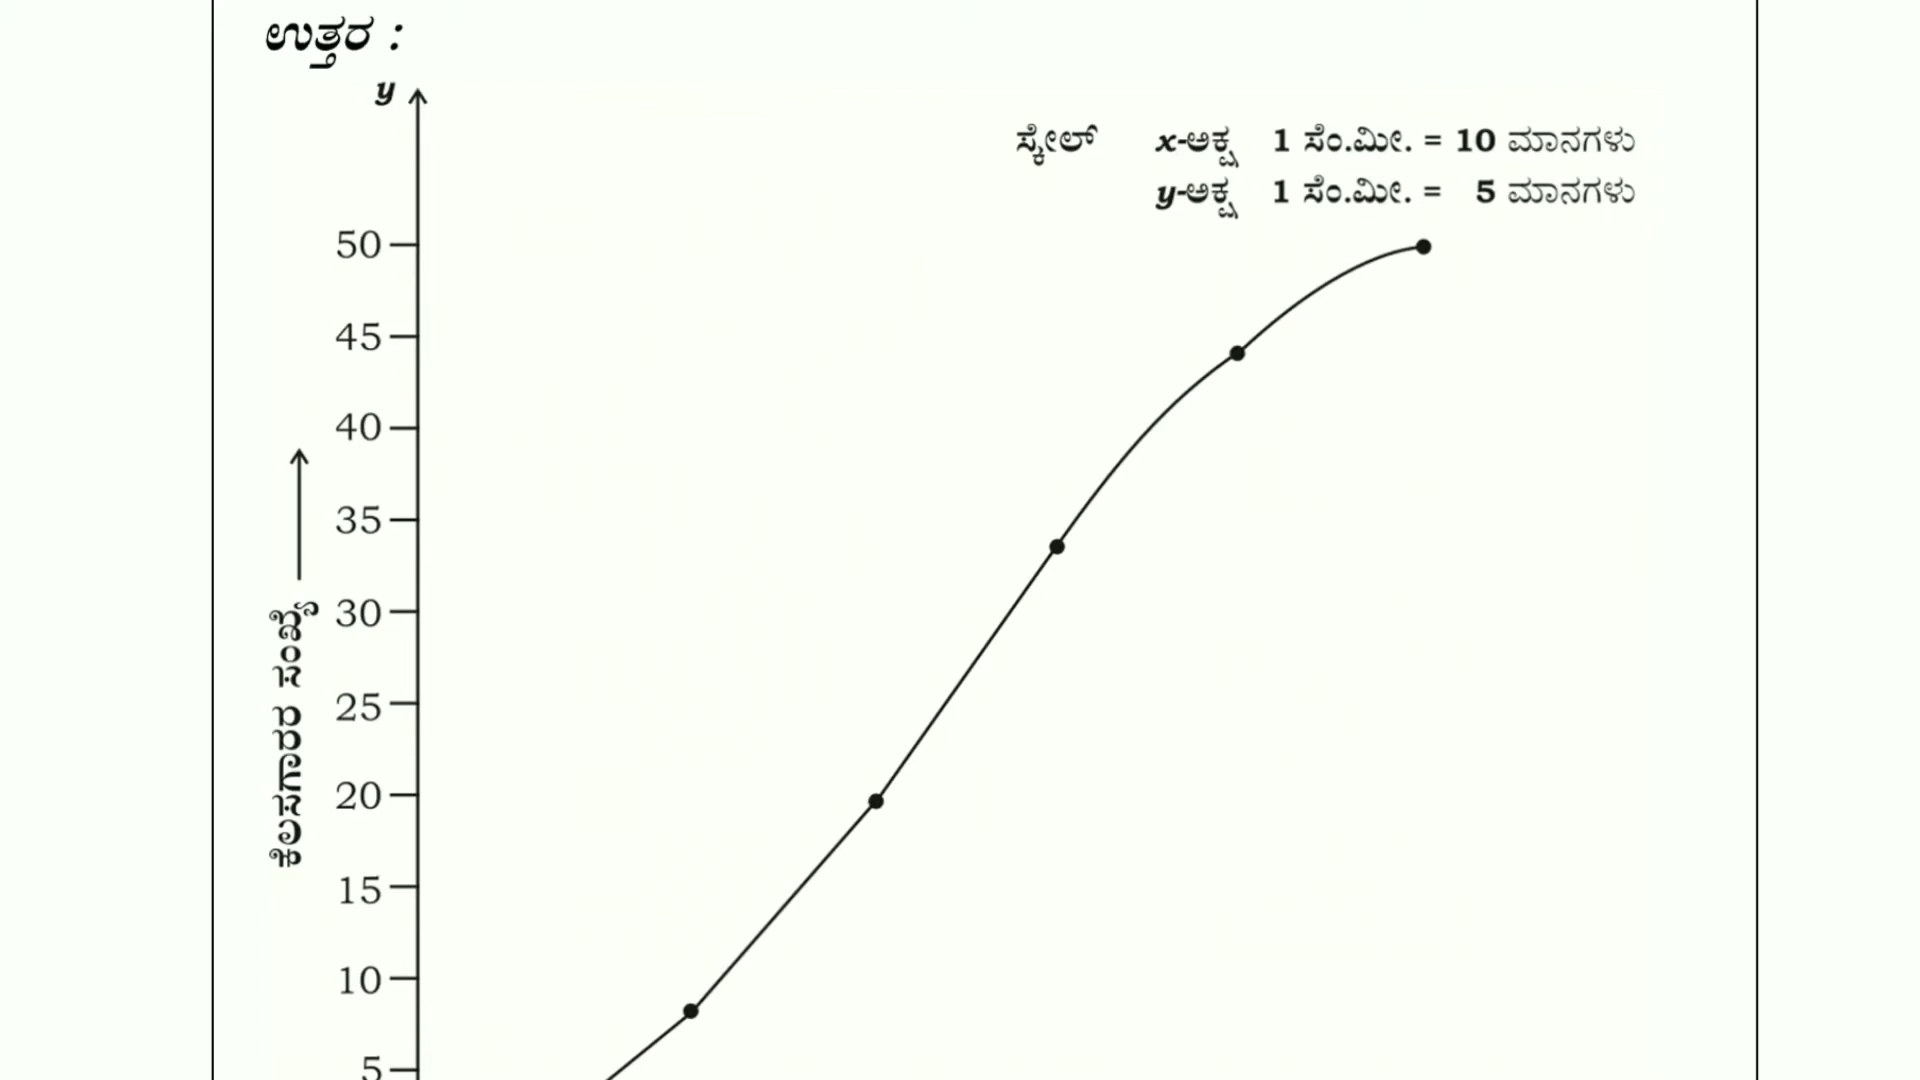 ಉತ್ತರ :
y
ಸ್ಕೇಲ್ x-ಅಕ್ಷ 1 ಸೆಂ.ಮೀ. = 10 ಮಾನಗಳು
y-ಅಕ್ಷ 1 ಸೆಂ.ಮೀ. = 5 ಮಾನಗಳು
50
45
40
35
30
25
20
15
10
5
ಕೆಲಸಗಾರರ ಸಂಖ್ಯೆ